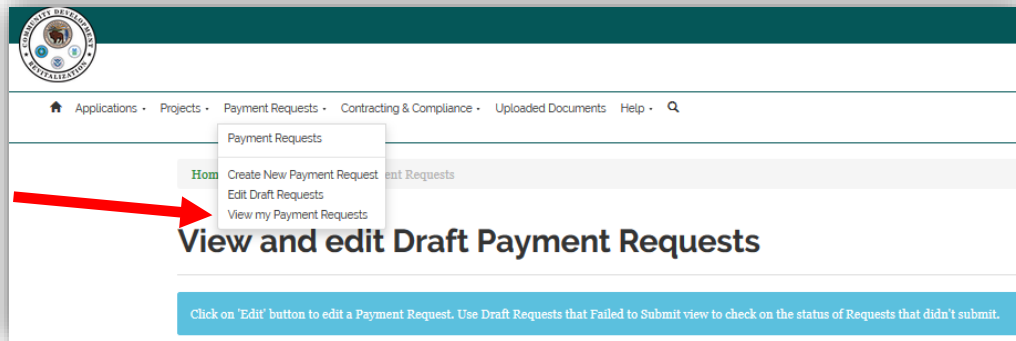 COMMUNITY DEVELOPMENT
REVITALIZATION
Applications Projects Payment Requests Contracting & Compliance Uploaded Documents Help
Payment Requests
Create New Payment Request
Edit Draft Requests
View my Payment Requests
Hom ent Requests
View and edit Draft Payment Requests
Click on 'Edit' button to edit a Payment Request. Use Draft Requests that Failed to Submit view to check on the status of Requests that didn't submit.